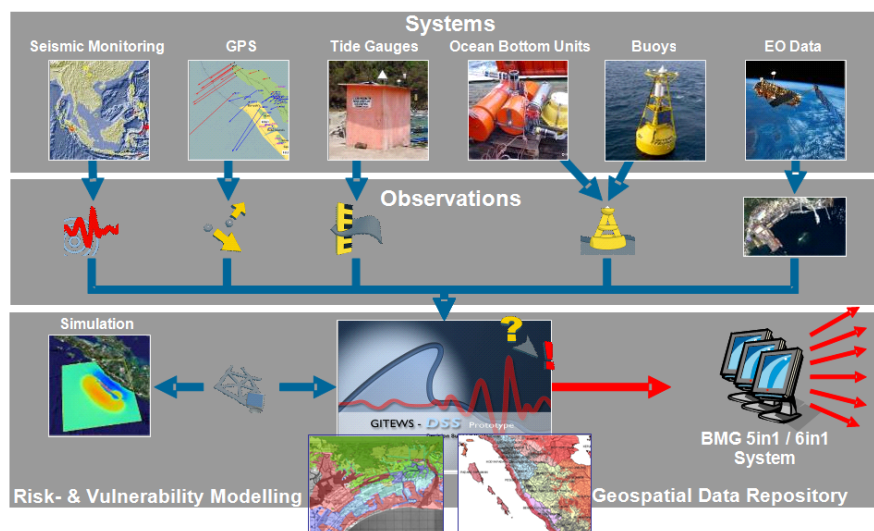 Systems
Seismic Monitoring
GPS
Tide Gauges
Ocean Bottom Units
Buoys
EO Data
Observations
Simulation
?
!
GITEWS - DSS Prototype.
BMG 5in1 / 6in1
System
Risk- & Vulnerability Modelling
Geospatial Data Repository